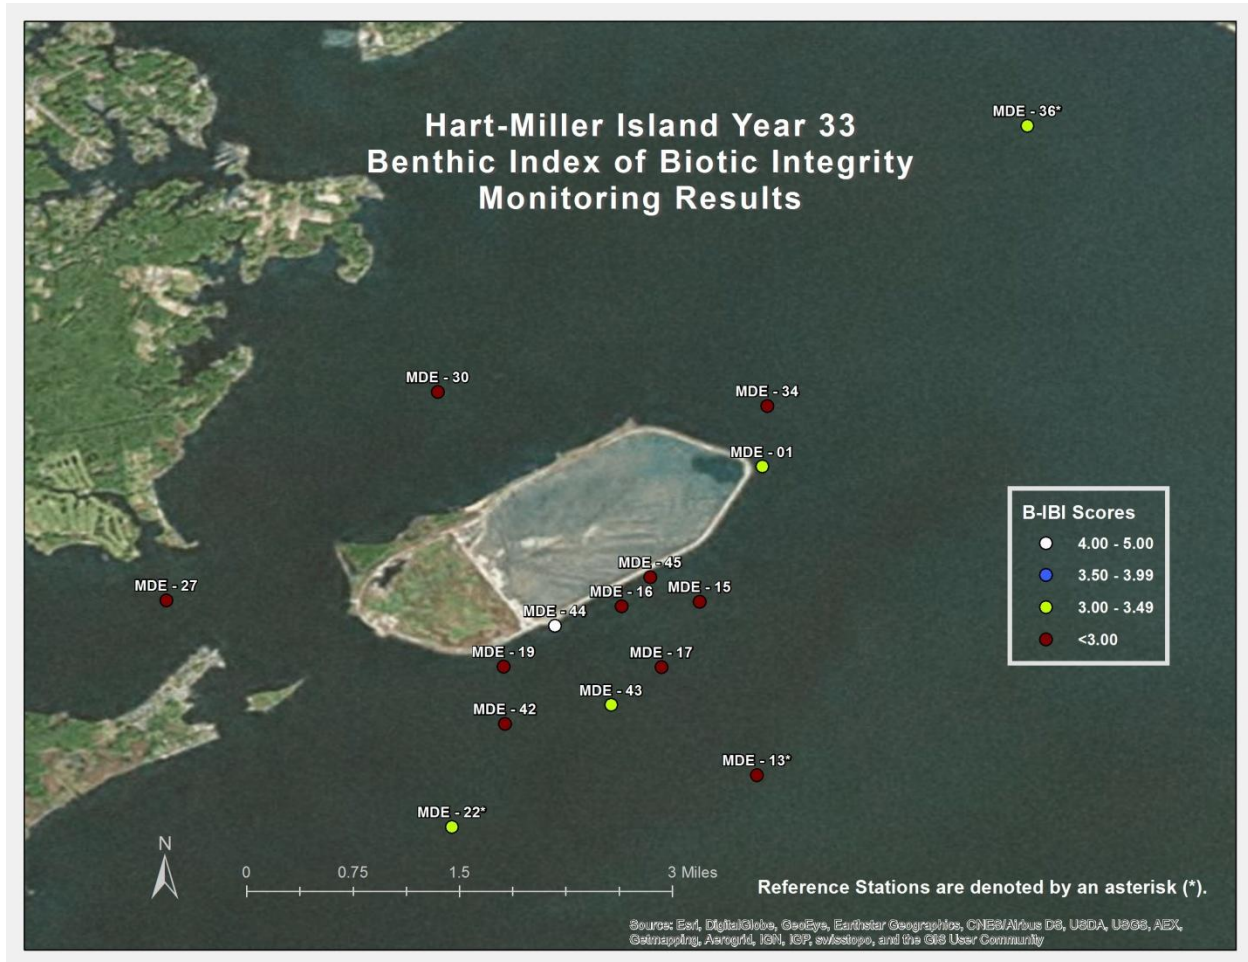 Hart-Miller Island Year 33
Benthic Index of Biotic Integrity
Monitoring Results
MDE - 36*
MDE - 30
MDE - 34
MDE - 01
B-IBI Scores
4.00 - 5.00
3.50 - 3.99
3.00 - 3.49
<3.00
MDE - 45
MDE - 27
MDE - 16
MDE - 15
MDE - 44
MDE - 19
MDE - 17
MDE - 43
MDE - 42
MDE - 13*
MDE - 22*
N
0 0.75 1.5 3 Miles
Reference Stations are denoted by an asterisk (*).
Source: Esri, DigitalGlobe, GeoEye, Earthstar Geographics, CNES/Airbus DS, USDA, USGS, AEX,
Getmapping, Aerogrid, IGN, IGP, swisstopo, and the GIS User Community